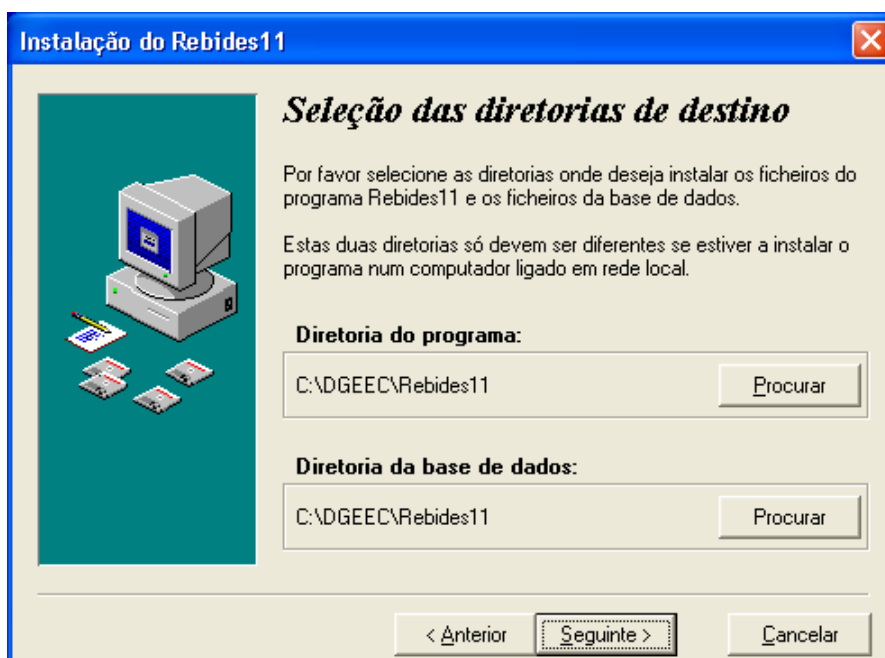 Instalação do Rebides11
Seleção das diretorias de destino
Por favor selecione as diretorias onde deseja instalar os ficheiros do
programa Rebides11 e os ficheiros da base de dados.
Estas duas diretorias só devem ser diferentes se estiver a instalar o
programa num computador ligado em rede local.
Diretoria do programa:
C:\DGEEC\Rebides11
Procurar
Diretoria da base de dados:
C:\DGEEC\Rebides11
Procurar
< Anterior
Seguinte >
Cancelar